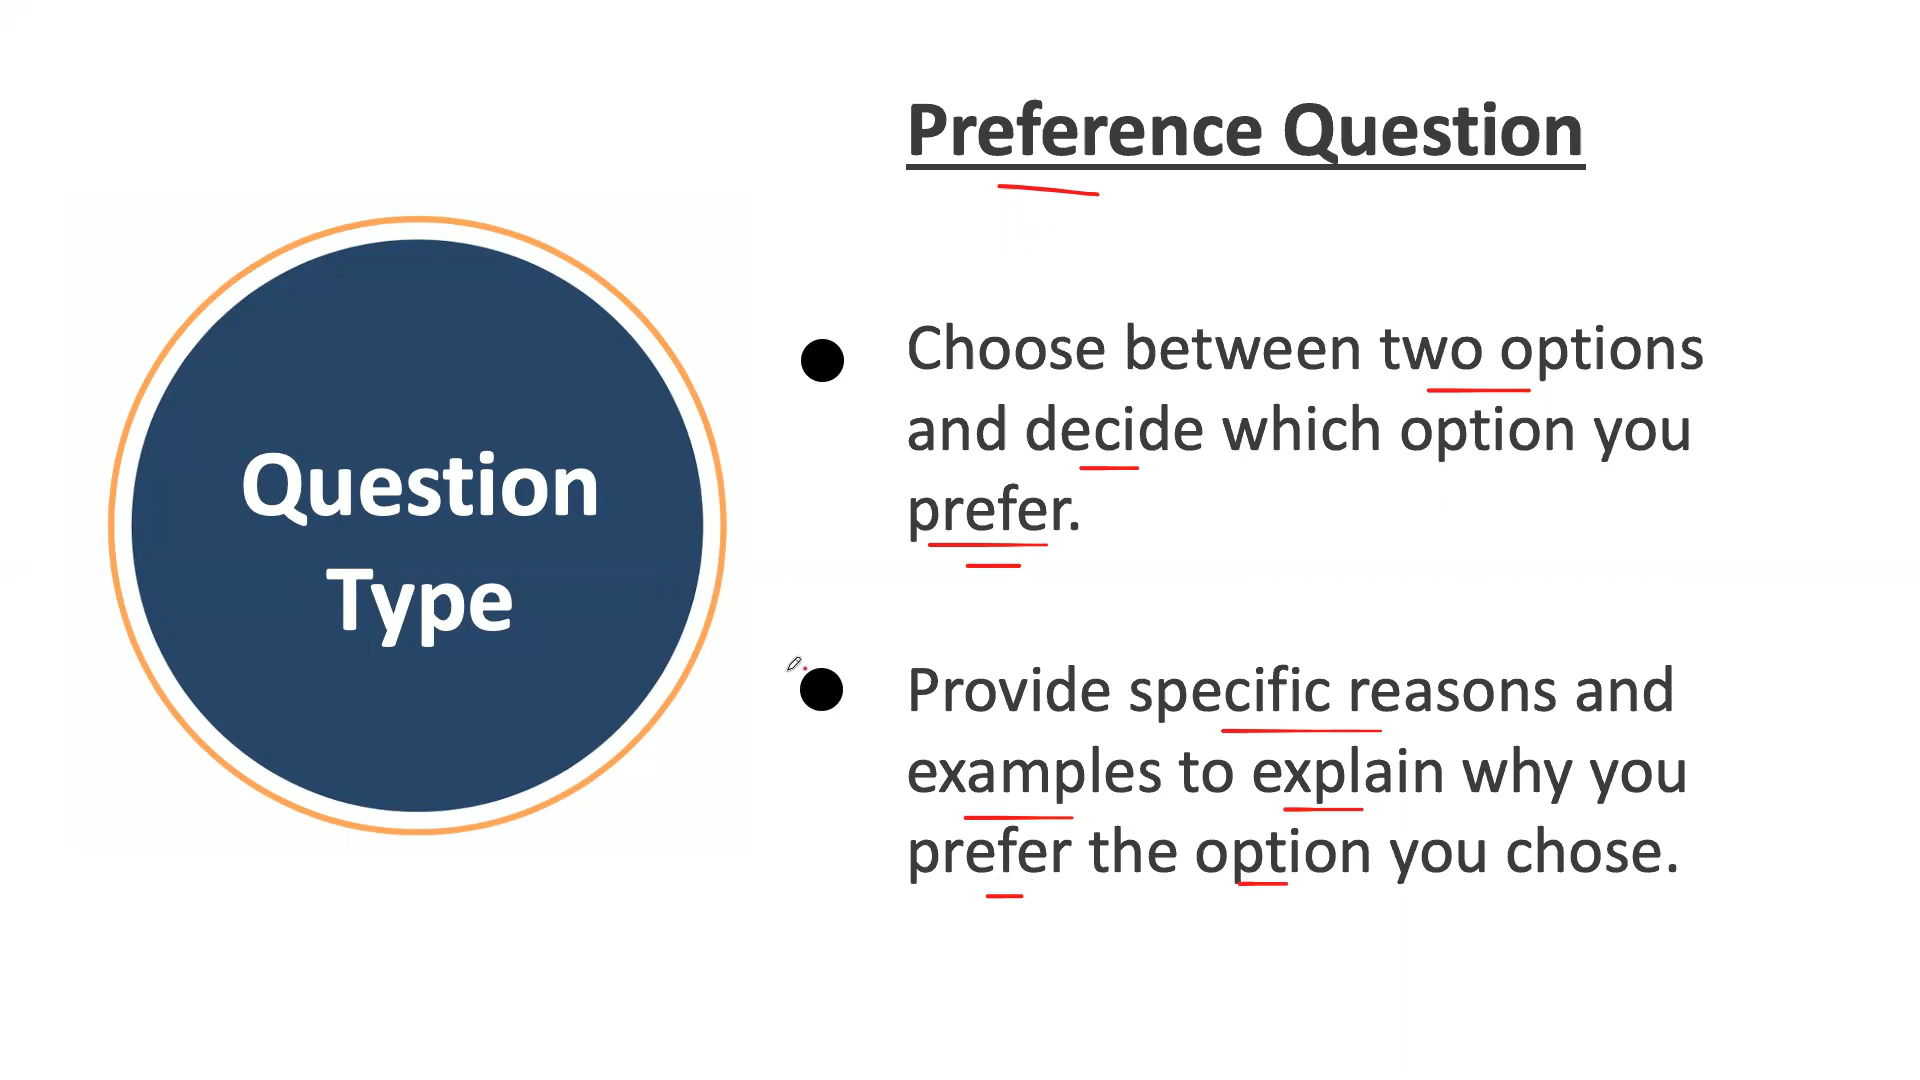 Question
Type
Preference Question
Choose between two options
and decide which option you
prefer.
Provide specific reasons and
examples to explain why you
prefer the option you chose.